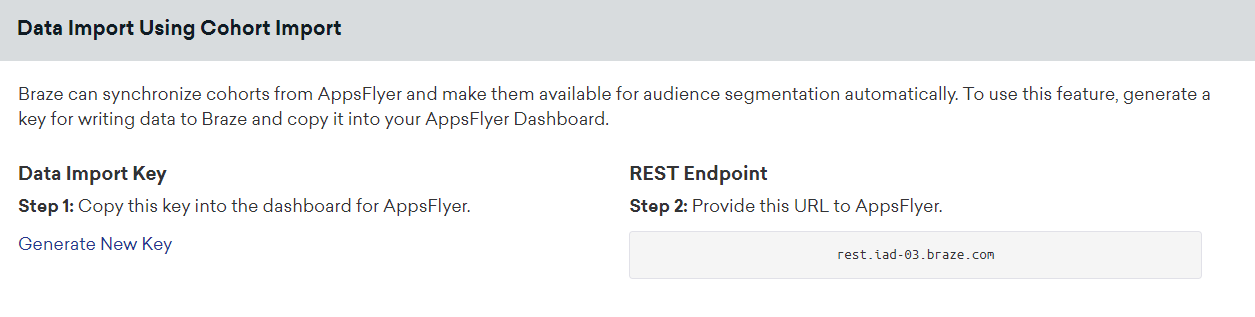 Data Import Using Cohort Import
Braze can synchronize cohorts from AppsFlyer and make them available for audience segmentation automatically. To use this feature, generate a
key for writing data to Braze and copy it into your AppsFlyer Dashboard.
Data Import Key
Step 1: Copy this key into the dashboard for AppsFlyer.
Generate New Key
REST Endpoint
Step 2: Provide this URL to AppsFlyer.
rest.iad-03.braze.com